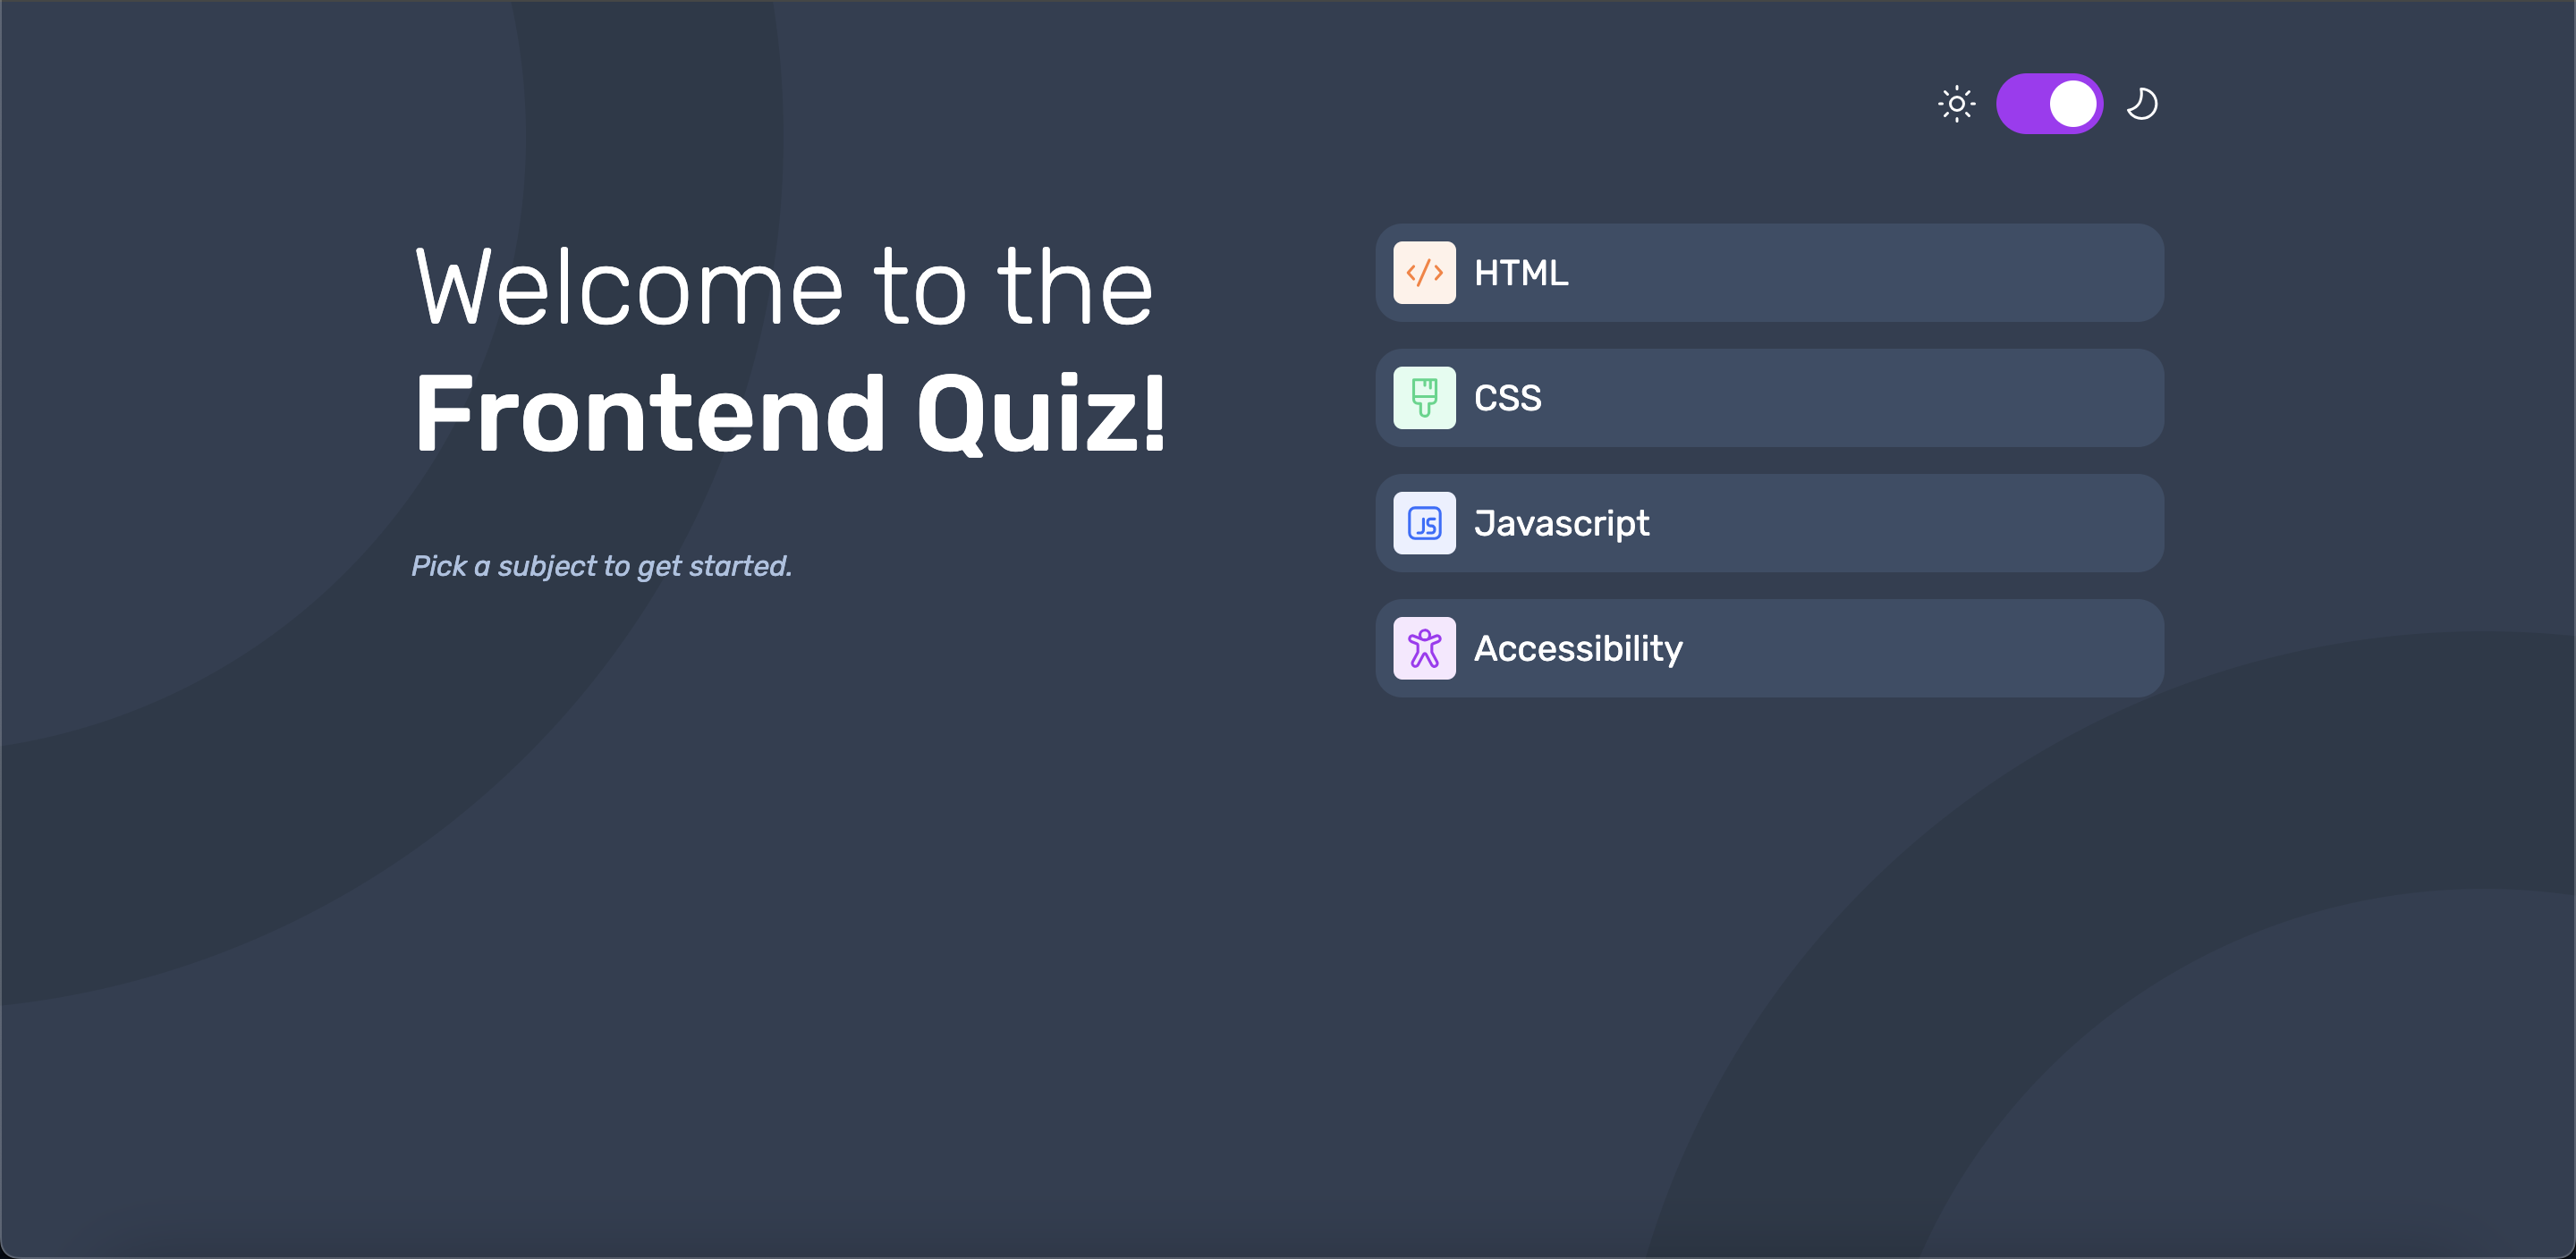 Welcome to the
Frontend Quiz!
Pick a subject to get started.
</> HTML
CSS
JS Javascript
Accessibility